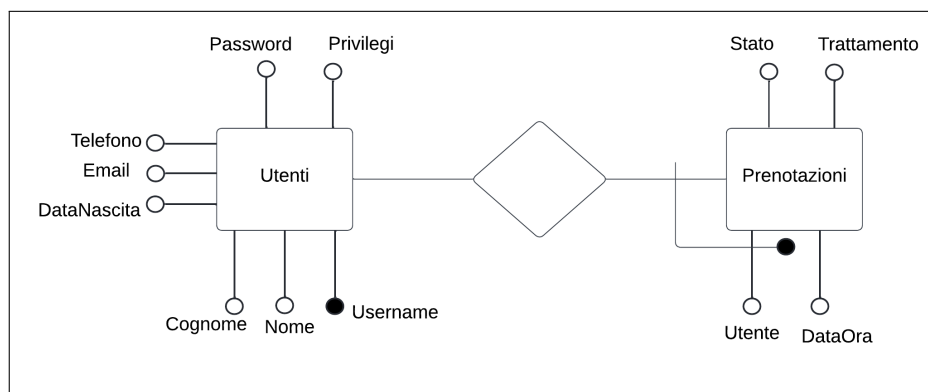 Password
Privilegi
Stato
Trattamento
Telefono
Email
DataNascita
Utenti
Prenotazioni
Cognome
Nome
Username
Utente
DataOra